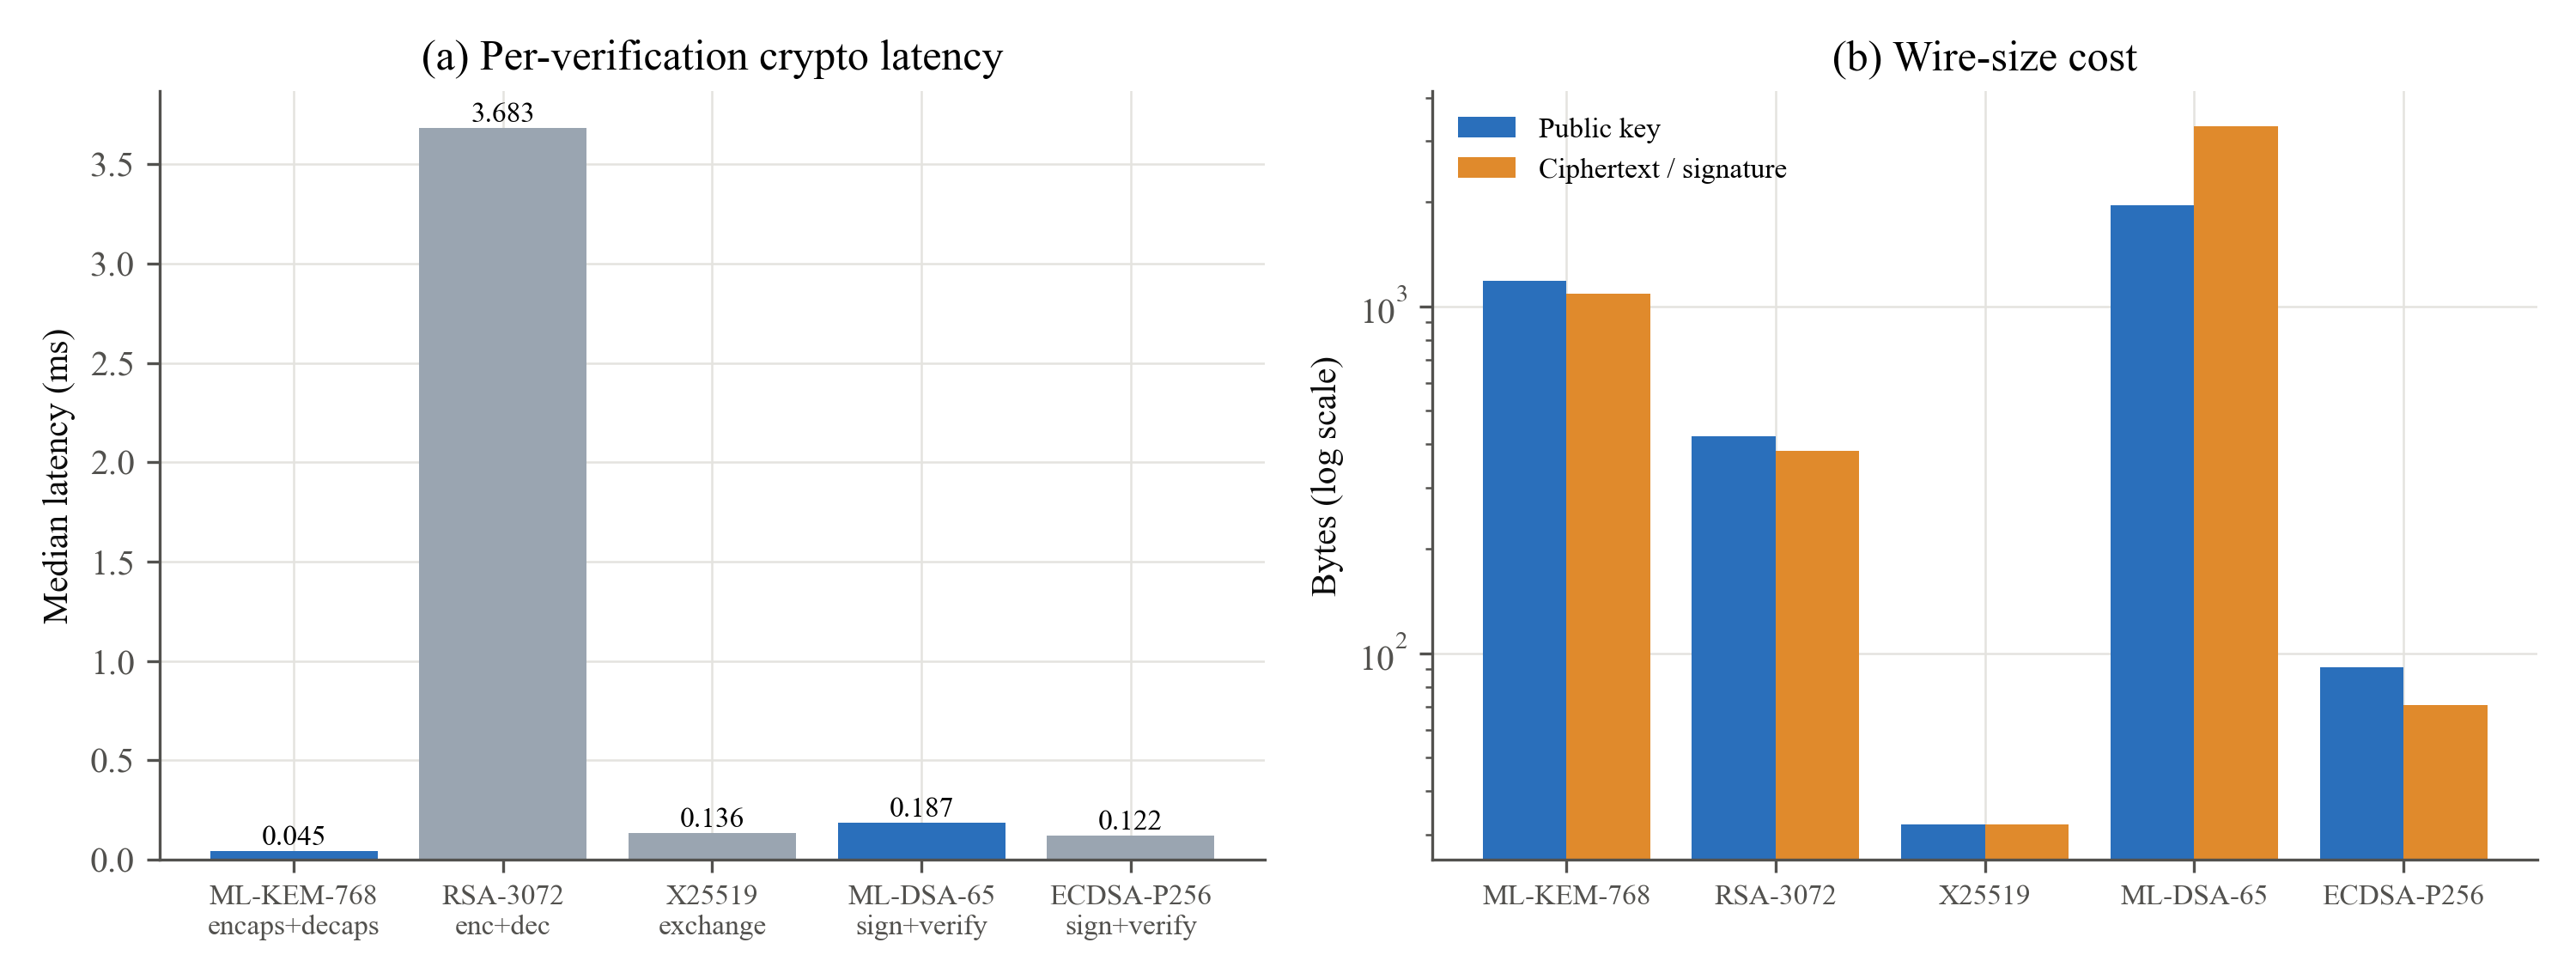 (a) Per-verification crypto latency
Median latency (ms)
3.5
3.0
2.5
2.0
1.5
1.0
0.5
0.0
0.045
3.683
0.136
0.187
0.122
ML-KEM-768
encaps+decaps
RSA-3072
enc+dec
X25519
exchange
ML-DSA-65
sign+verify
ECDSA-P256
sign+verify
(b) Wire-size cost
Public key
Ciphertext / signature
Bytes (log scale)
10³
10²
ML-KEM-768
RSA-3072
X25519
ML-DSA-65
ECDSA-P256